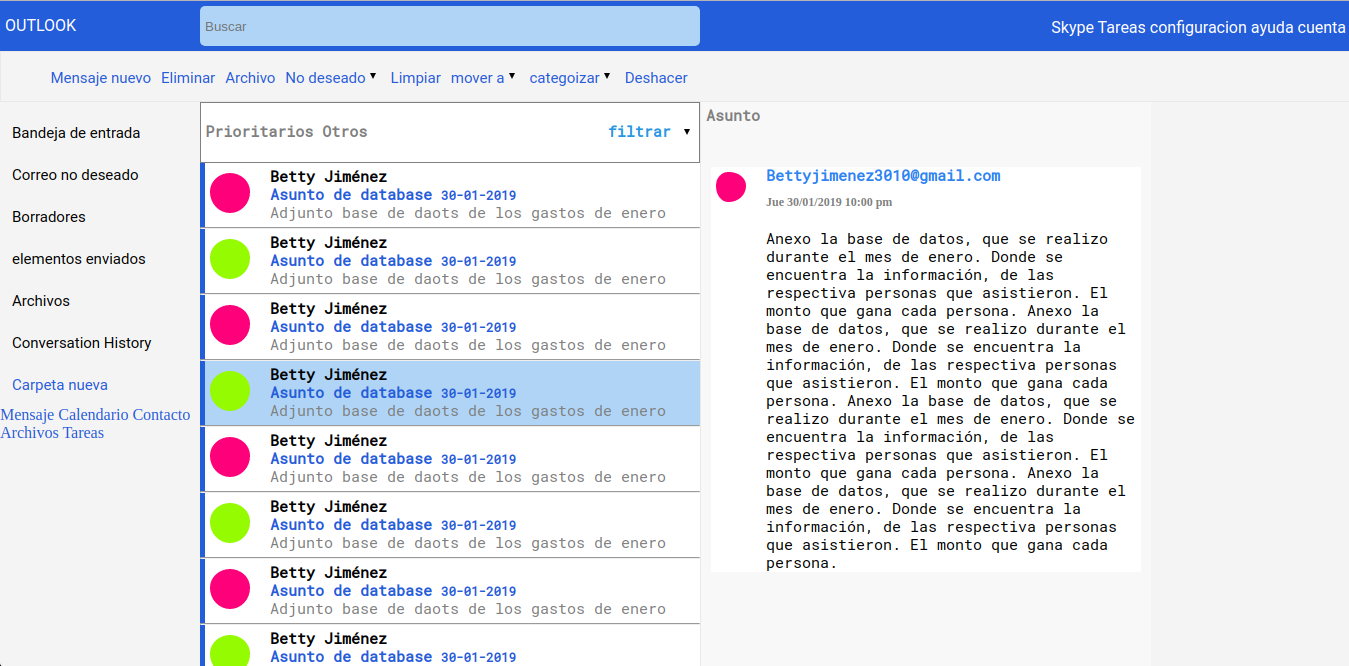 OUTLOOK
Buscar
Skype Tareas configuracion ayuda cuenta
Mensaje nuevo Eliminar Archivo No deseado ▼ Limpiar mover a ▼ categoizar ▼ Deshacer
Bandeja de entrada
Correo no deseado
Borradores
elementos enviados
Archivos
Conversation History
Carpeta nueva
Mensaje Calendario Contacto
Archivos Tareas
Prioritarios Otros filtrar ▼
Betty Jiménez
Asunto de database 30-01-2019
Adjunto base de daots de los gastos de enero
Betty Jiménez
Asunto de database 30-01-2019
Adjunto base de daots de los gastos de enero
Betty Jiménez
Asunto de database 30-01-2019
Adjunto base de daots de los gastos de enero
Betty Jiménez
Asunto de database 30-01-2019
Adjunto base de daots de los gastos de enero
Betty Jiménez
Asunto de database 30-01-2019
Adjunto base de daots de los gastos de enero
Betty Jiménez
Asunto de database 30-01-2019
Adjunto base de daots de los gastos de enero
Betty Jiménez
Asunto de database 30-01-2019
Adjunto base de daots de los gastos de enero
Betty Jiménez
Asunto de database 30-01-2019
Asunto
Bettyjimenez3010@gmail.com
Jue 30/01/2019 10:00 pm
Anexo la base de datos, que se realizo
durante el mes de enero. Donde se
encuentra la información, de las
respectiva personas que asistieron. El
monto que gana cada persona. Anexo la
base de datos, que se realizo durante el
mes de enero. Donde se encuentra la
información, de las respectiva personas
que asistieron. El monto que gana cada
persona. Anexo la base de datos, que se
realizo durante el mes de enero. Donde se
encuentra la información, de las
respectiva personas que asistieron. El
monto que gana cada persona. Anexo la
base de datos, que se realizo durante el
mes de enero. Donde se encuentra la
información, de las respectiva personas
que asistieron. El monto que gana cada
persona.